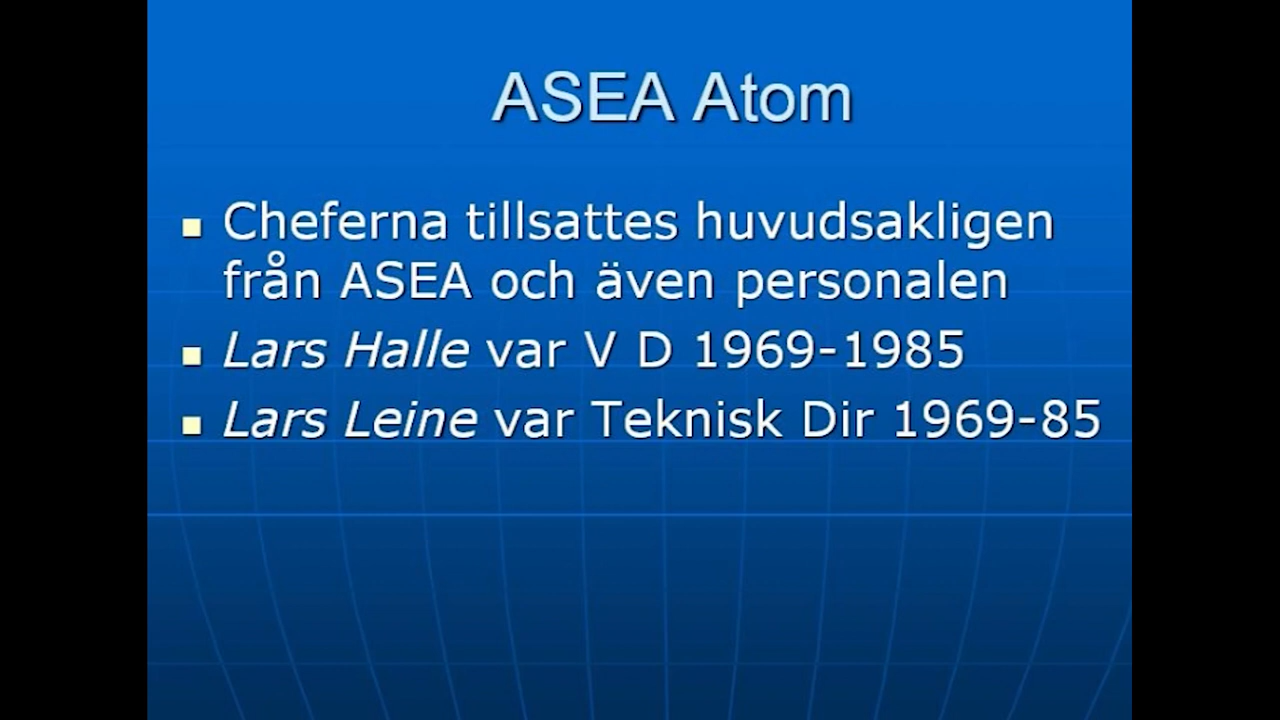 ASEA Atom
Cheferna tillsattes huvudsakligen
från ASEA och även personalen
Lars Halle var V D 1969-1985
Lars Leine var Teknisk Dir 1969-85